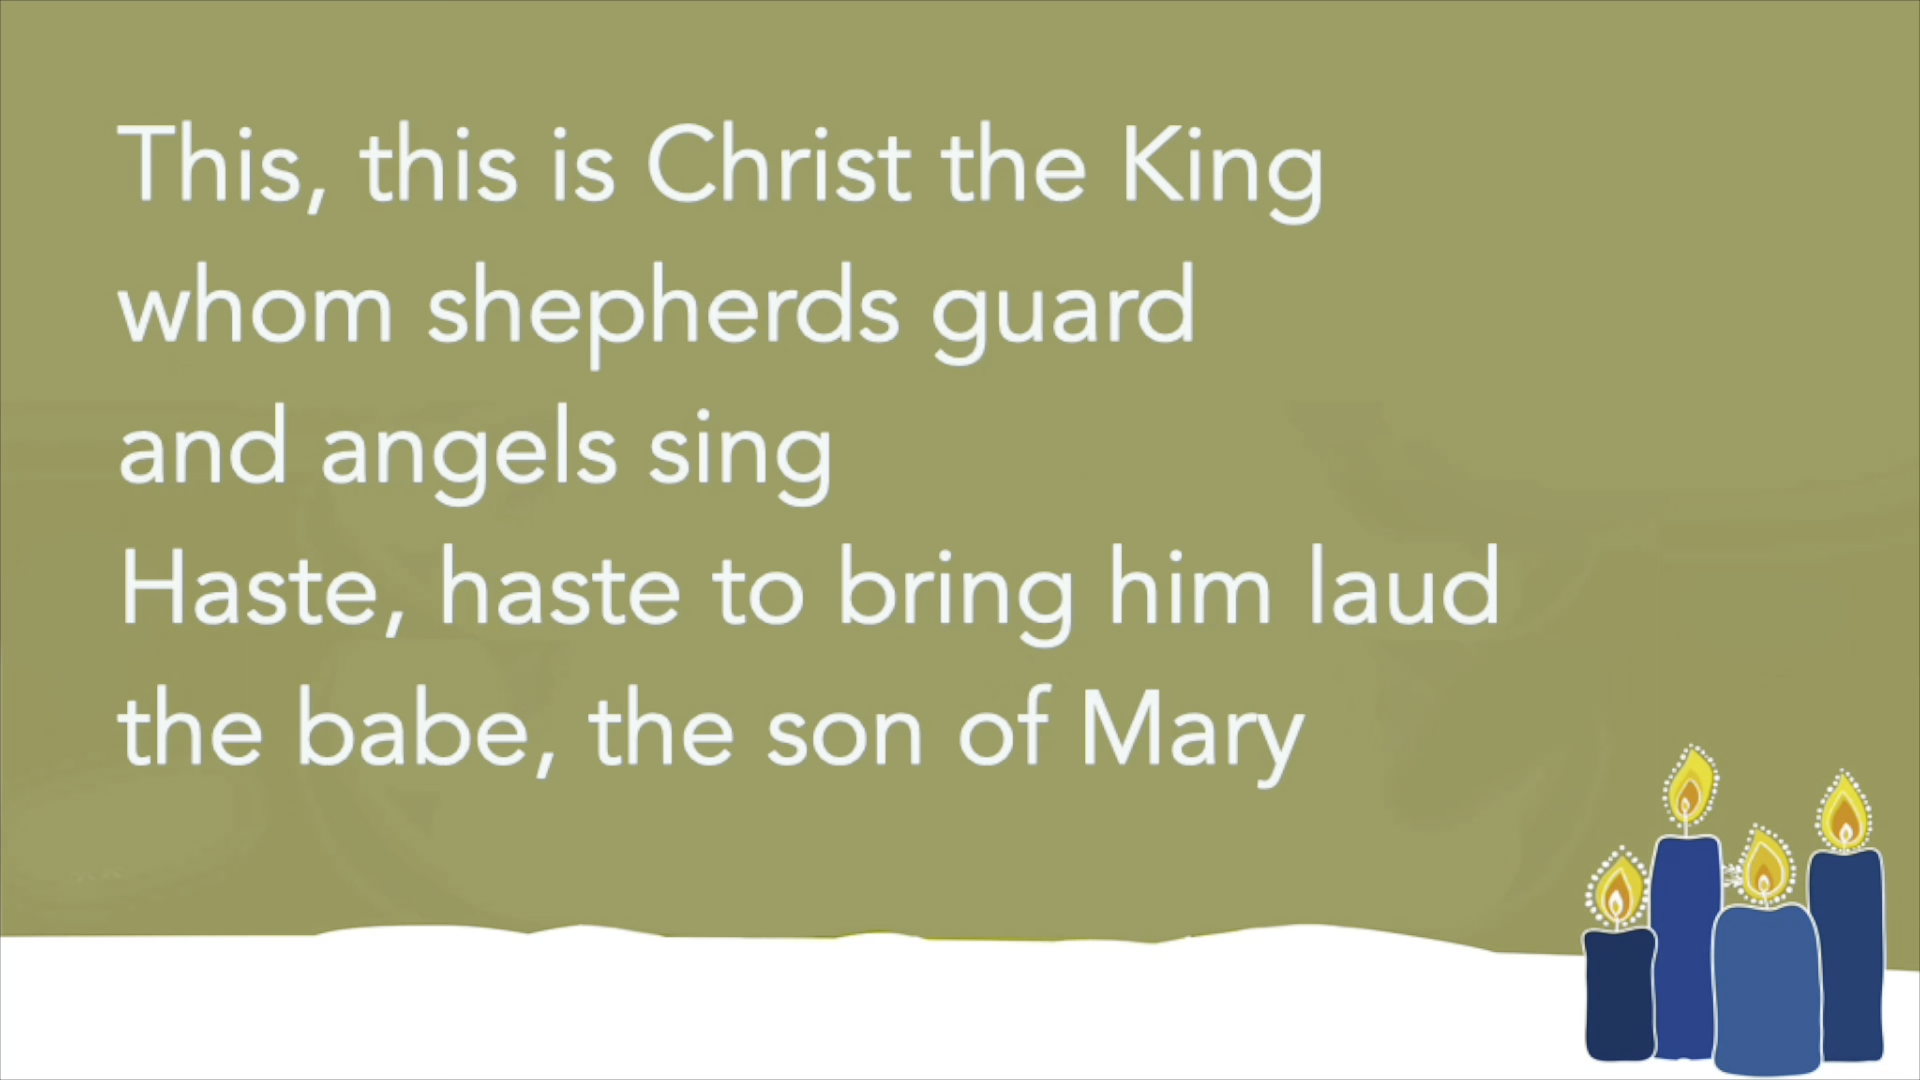 This, this is Christ the King
whom shepherds guard
and angels sing
Haste, haste to bring him laud
the babe, the son of Mary